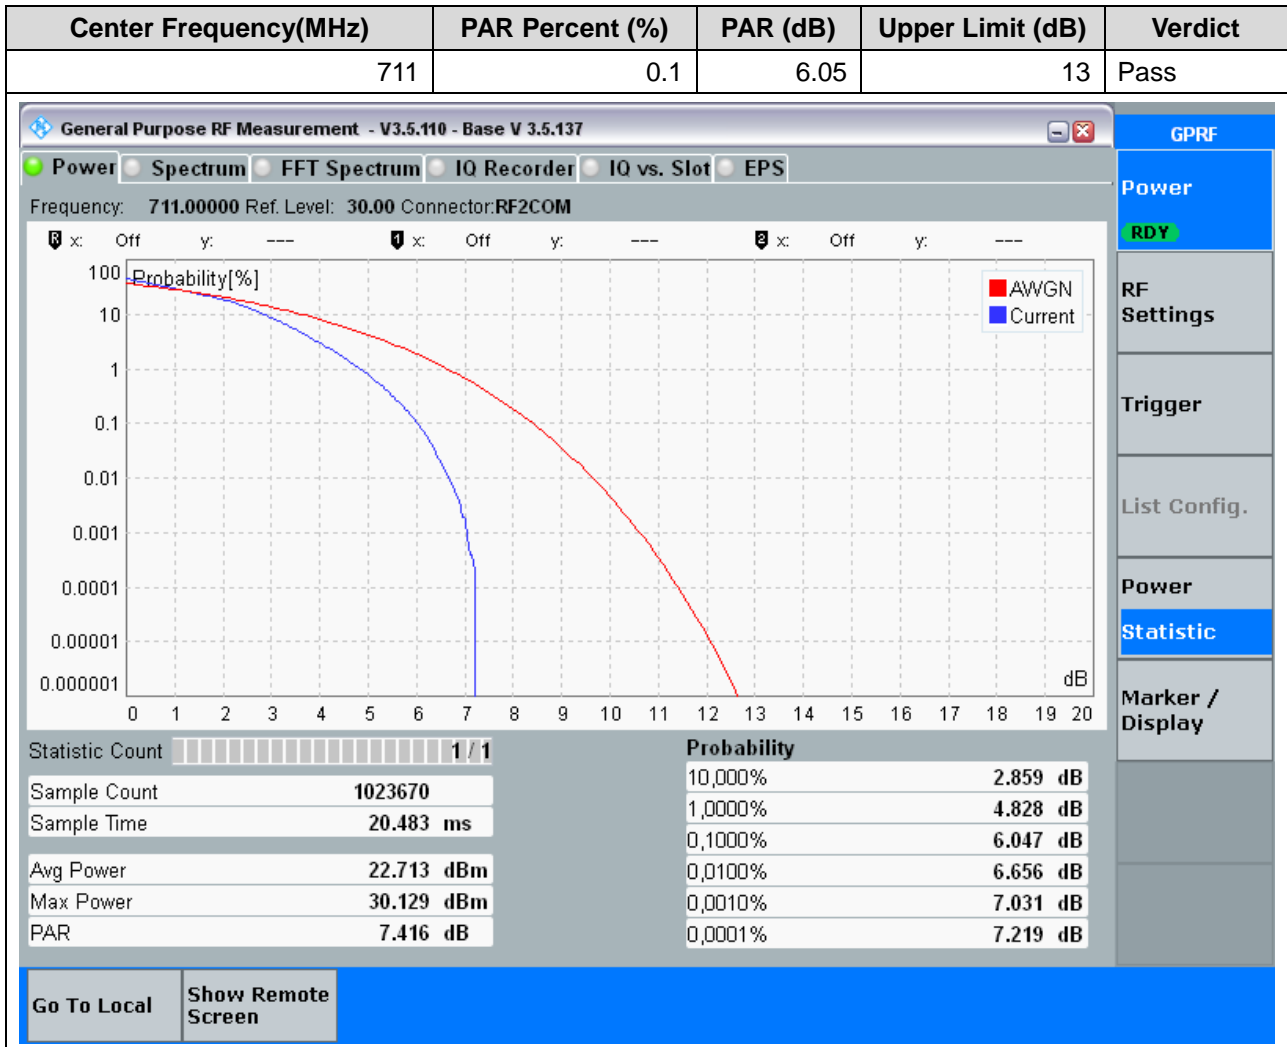 Center Frequency(MHz) PAR Percent (%) PAR (dB) Upper Limit (dB) Verdict
711 0.1 6.05 13 Pass
General Purpose RF Measurement - V3.5.110 - Base V 3.5.137
GPRF
Power Spectrum FFT Spectrum IQ Recorder IQ vs. Slot EPS
Frequency: 711.00000 Ref. Level: 30.00 Connector:RF2COM
R x: Off y: --- 1 x: Off y: --- 2 x: Off y: ---
Probability[%]
AWGN
Current
100
10
1
0.1
0.01
0.001
0.0001
0.00001
0.000001
dB
0 1 2 3 4 5 6 7 8 9 10 11 12 13 14 15 16 17 18 19 20
Statistic Count 1 / 1
Sample Count 1023670
Sample Time 20.483 ms
Avg Power 22.713 dBm
Max Power 30.129 dBm
PAR 7.416 dB
Probability
10,000% 2.859 dB
1,0000% 4.828 dB
0,1000% 6.047 dB
0,0100% 6.656 dB
0,0010% 7.031 dB
0,0001% 7.219 dB
Power
RDY
RF
Settings
Trigger
List Config.
Power
Statistic
Marker /
Display
Go To Local
Show Remote
Screen